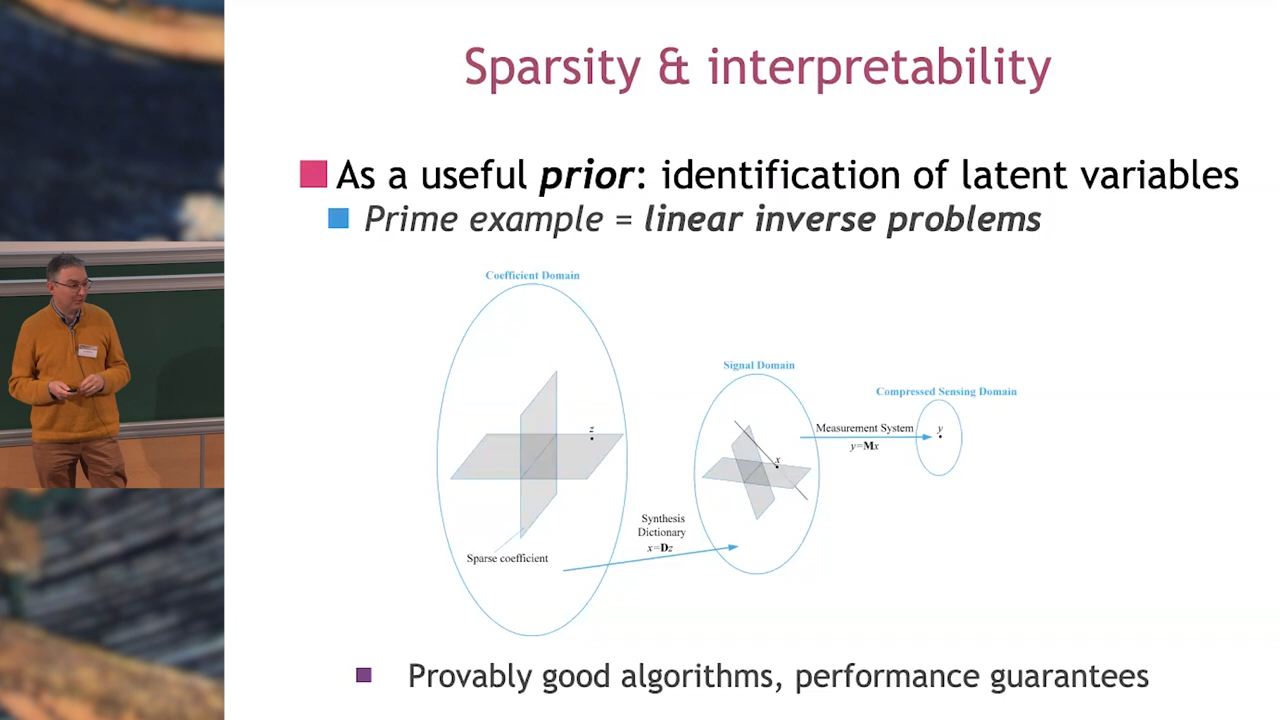 Sparsity & interpretability
As a useful prior: identification of latent variables
Prime example = linear inverse problems
Coefficient Domain
Signal Domain
Compressed Sensing Domain
z
Measurement System
y
y=Mx
x
Synthesis
Dictionary
x=Dz
Sparse coefficient
Provably good algorithms, performance guarantees